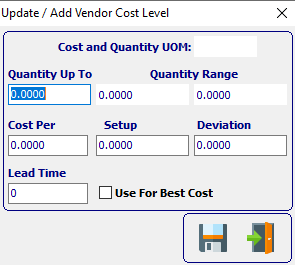 Update / Add Vendor Cost Level
Cost and Quantity UOM:
Quantity Up To Quantity Range
0.0000 0.0000 0.0000
Cost Per Setup Deviation
0.0000 0.0000 0.0000
Lead Time
0 Use For Best Cost